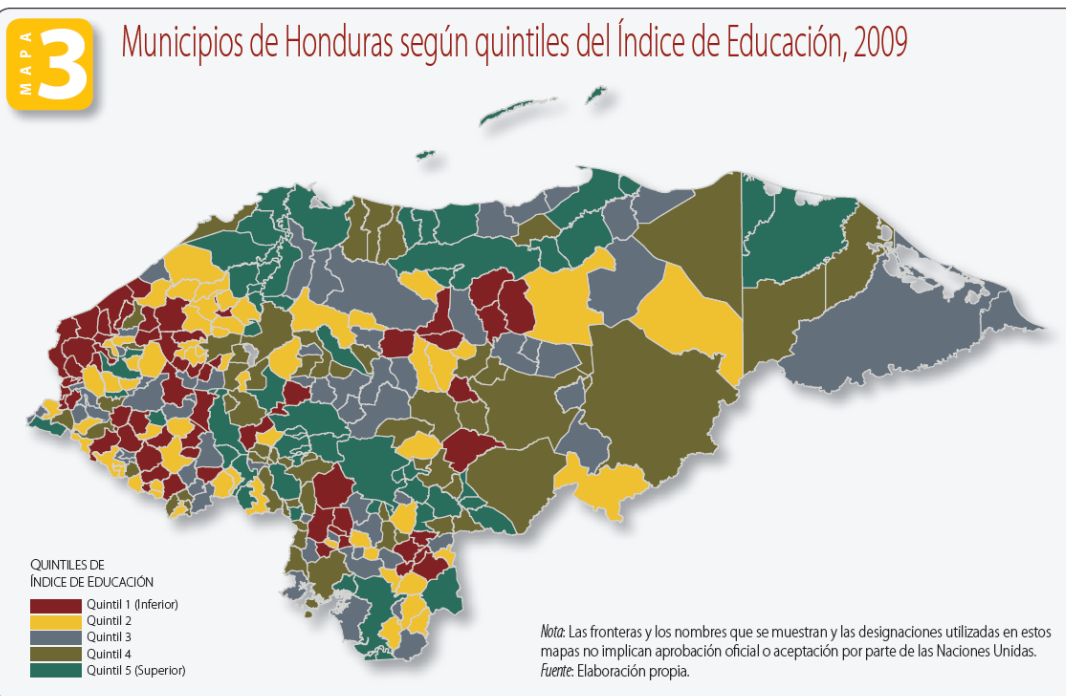 MAPA
3
Municipios de Honduras según quintiles del Índice de Educación, 2009
QUINTILES DE
ÍNDICE DE EDUCACIÓN
Quintil 1 (Inferior)
Quintil 2
Quintil 3
Quintil 4
Quintil 5 (Superior)
Nota: Las fronteras y los nombres que se muestran y las designaciones utilizadas en estos
mapas no implican aprobación oficial o aceptación por parte de las Naciones Unidas.
Fuente: Elaboración propia.